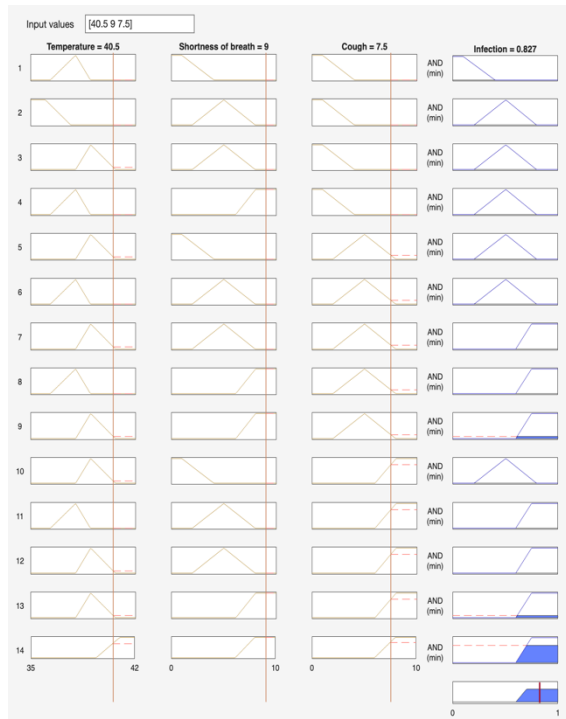 Input values [40.5 9 7.5]
Temperature = 40.5 Shortness of breath = 9 Cough = 7.5 Infection = 0.827
1 AND (min)
2 AND (min)
3 AND (min)
4 AND (min)
5 AND (min)
6 AND (min)
7 AND (min)
8 AND (min)
9 AND (min)
10 AND (min)
11 AND (min)
12 AND (min)
13 AND (min)
14 AND (min)
35 42 0 10 0 10
0 1